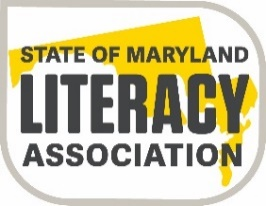 STATE OF MARYLAND
LITERACY
ASSOCIATION